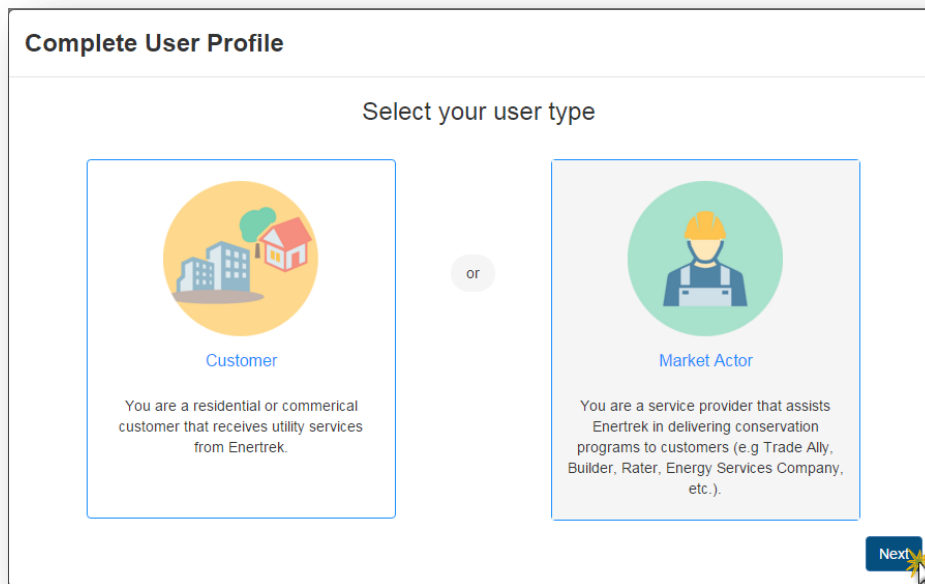 Complete User Profile
Select your user type
Customer
You are a residential or commerical
customer that receives utility services
from Enertrek.
or
Market Actor
You are a service provider that assists
Enertrek in delivering conservation
programs to customers (e.g Trade Ally,
Builder, Rater, Energy Services Company,
etc.).
Next